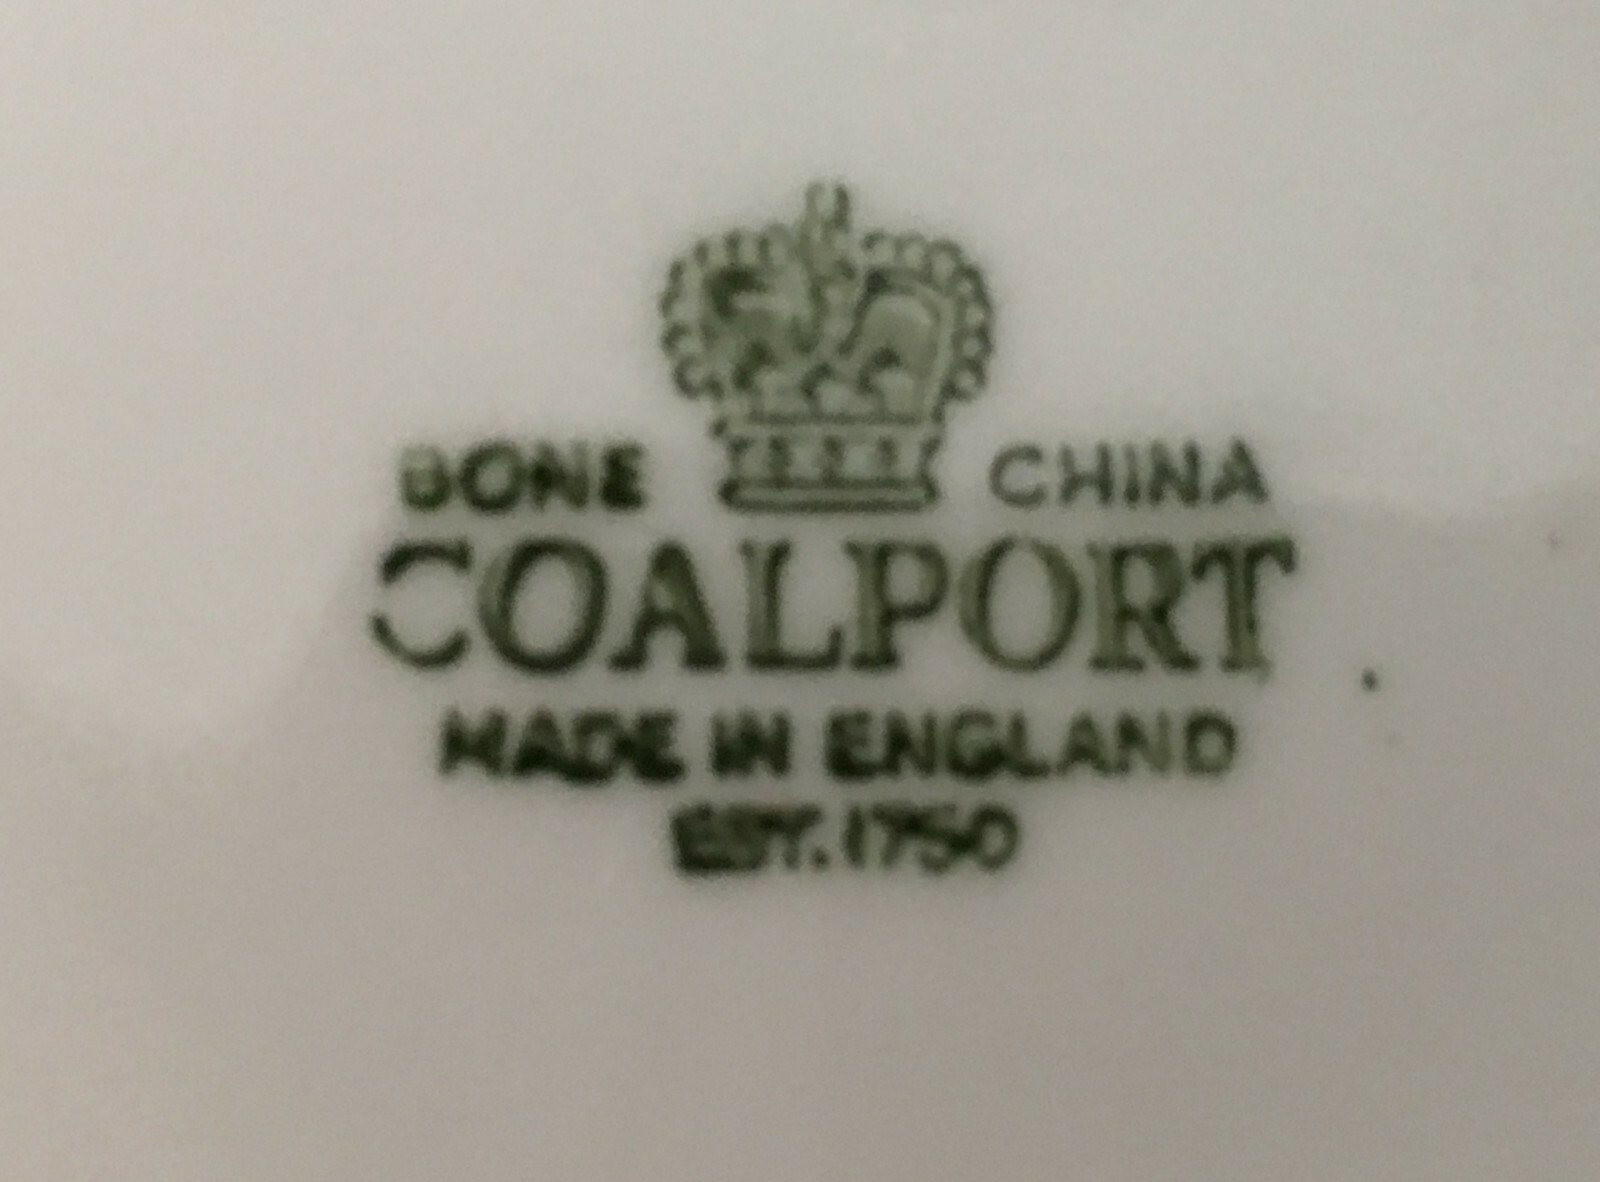 BONE CHINA
COALPORT
MADE IN ENGLAND
EST. 1750